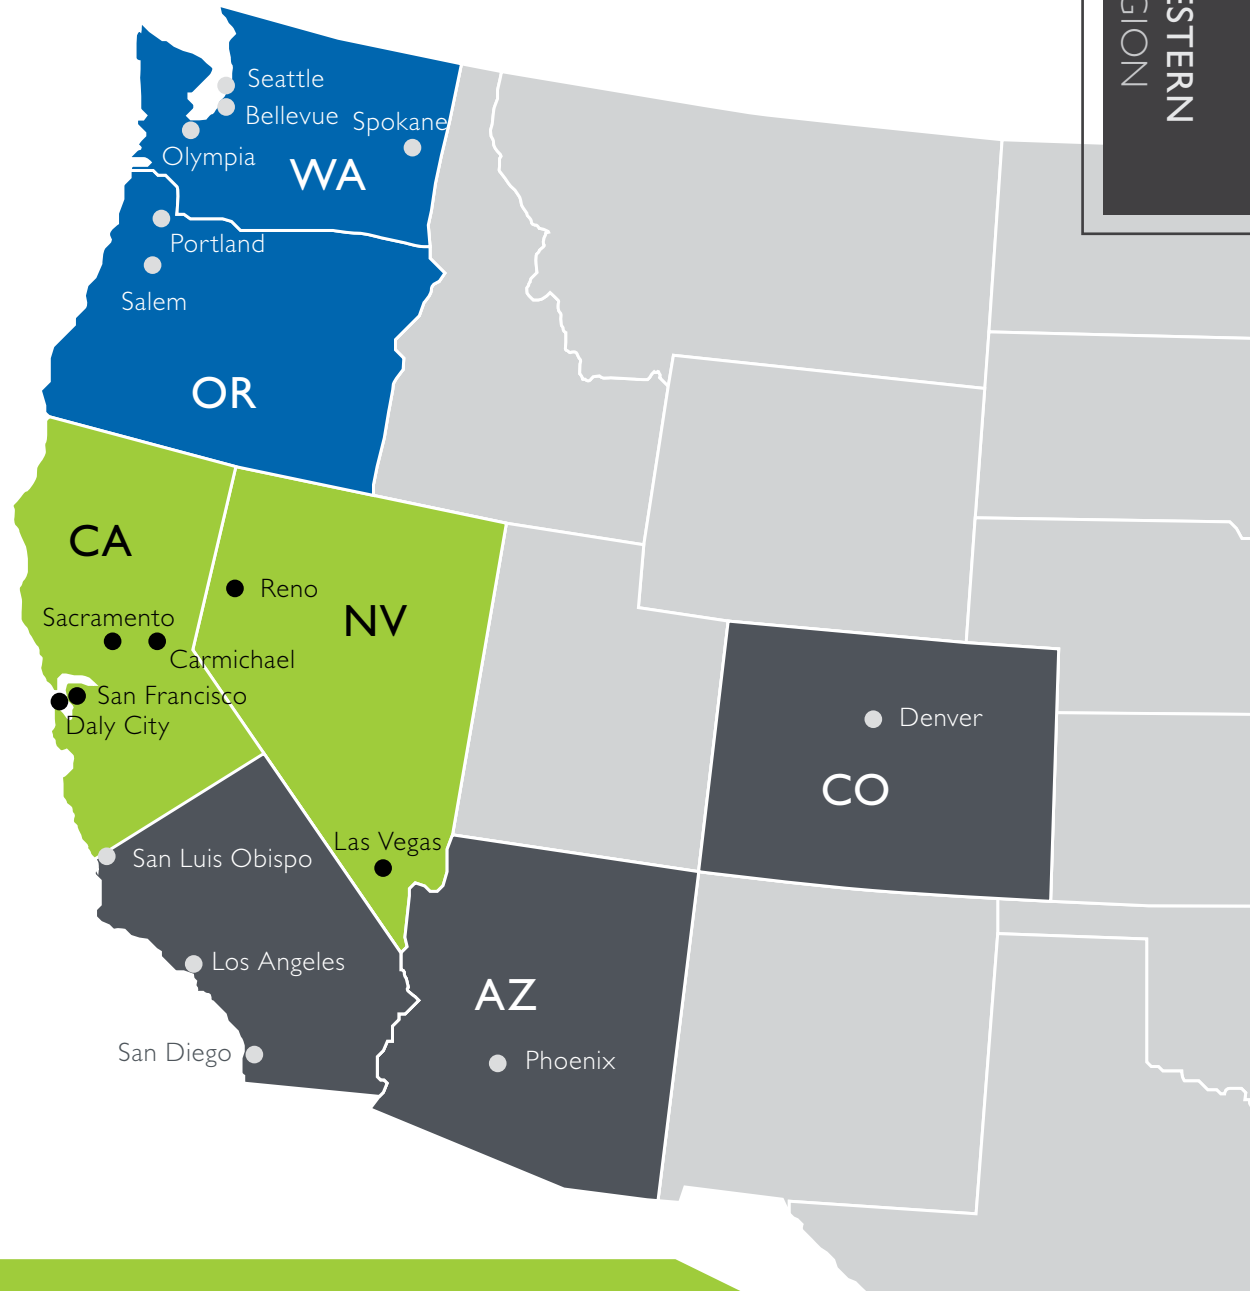 ESTERN
GION
Seattle
Bellevue
Spokane
Olympia
WA
Portland
Salem
OR
CA
Reno
NV
Sacramento
Carmichael
San Francisco
Daly City
Denver
CO
Las Vegas
San Luis Obispo
Los Angeles
AZ
San Diego
Phoenix